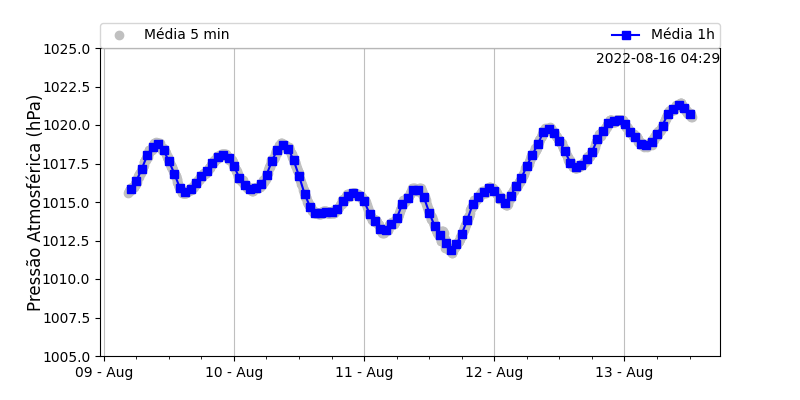 Média 5 min
Média 1h
2022-08-16 04:29
Pressão Atmosférica (hPa)
1025.0
1022.5
1020.0
1017.5
1015.0
1012.5
1010.0
1007.5
1005.0
09 - Aug
10 - Aug
11 - Aug
12 - Aug
13 - Aug